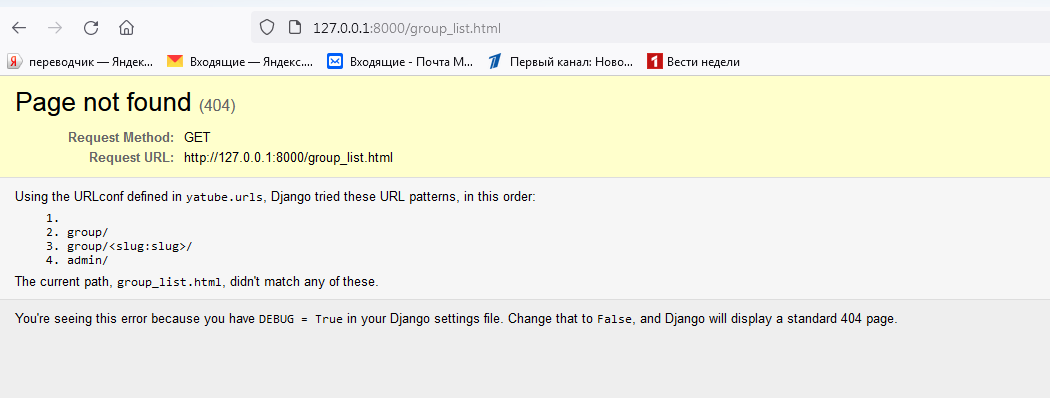 127.0.0.1:8000/group_list.html
Я переводчик — Яндек... Входящие — Яндекс.... Входящие - Почта M... Первый канал: Ново... 1 Вести недели
Page not found (404)
Request Method: GET
Request URL: http://127.0.0.1:8000/group_list.html
Using the URLconf defined in yatube.urls, Django tried these URL patterns, in this order:
1.
2. group/
3. group/<slug:slug>/
4. admin/
The current path, group_list.html, didn't match any of these.
You're seeing this error because you have DEBUG = True in your Django settings file. Change that to False, and Django will display a standard 404 page.